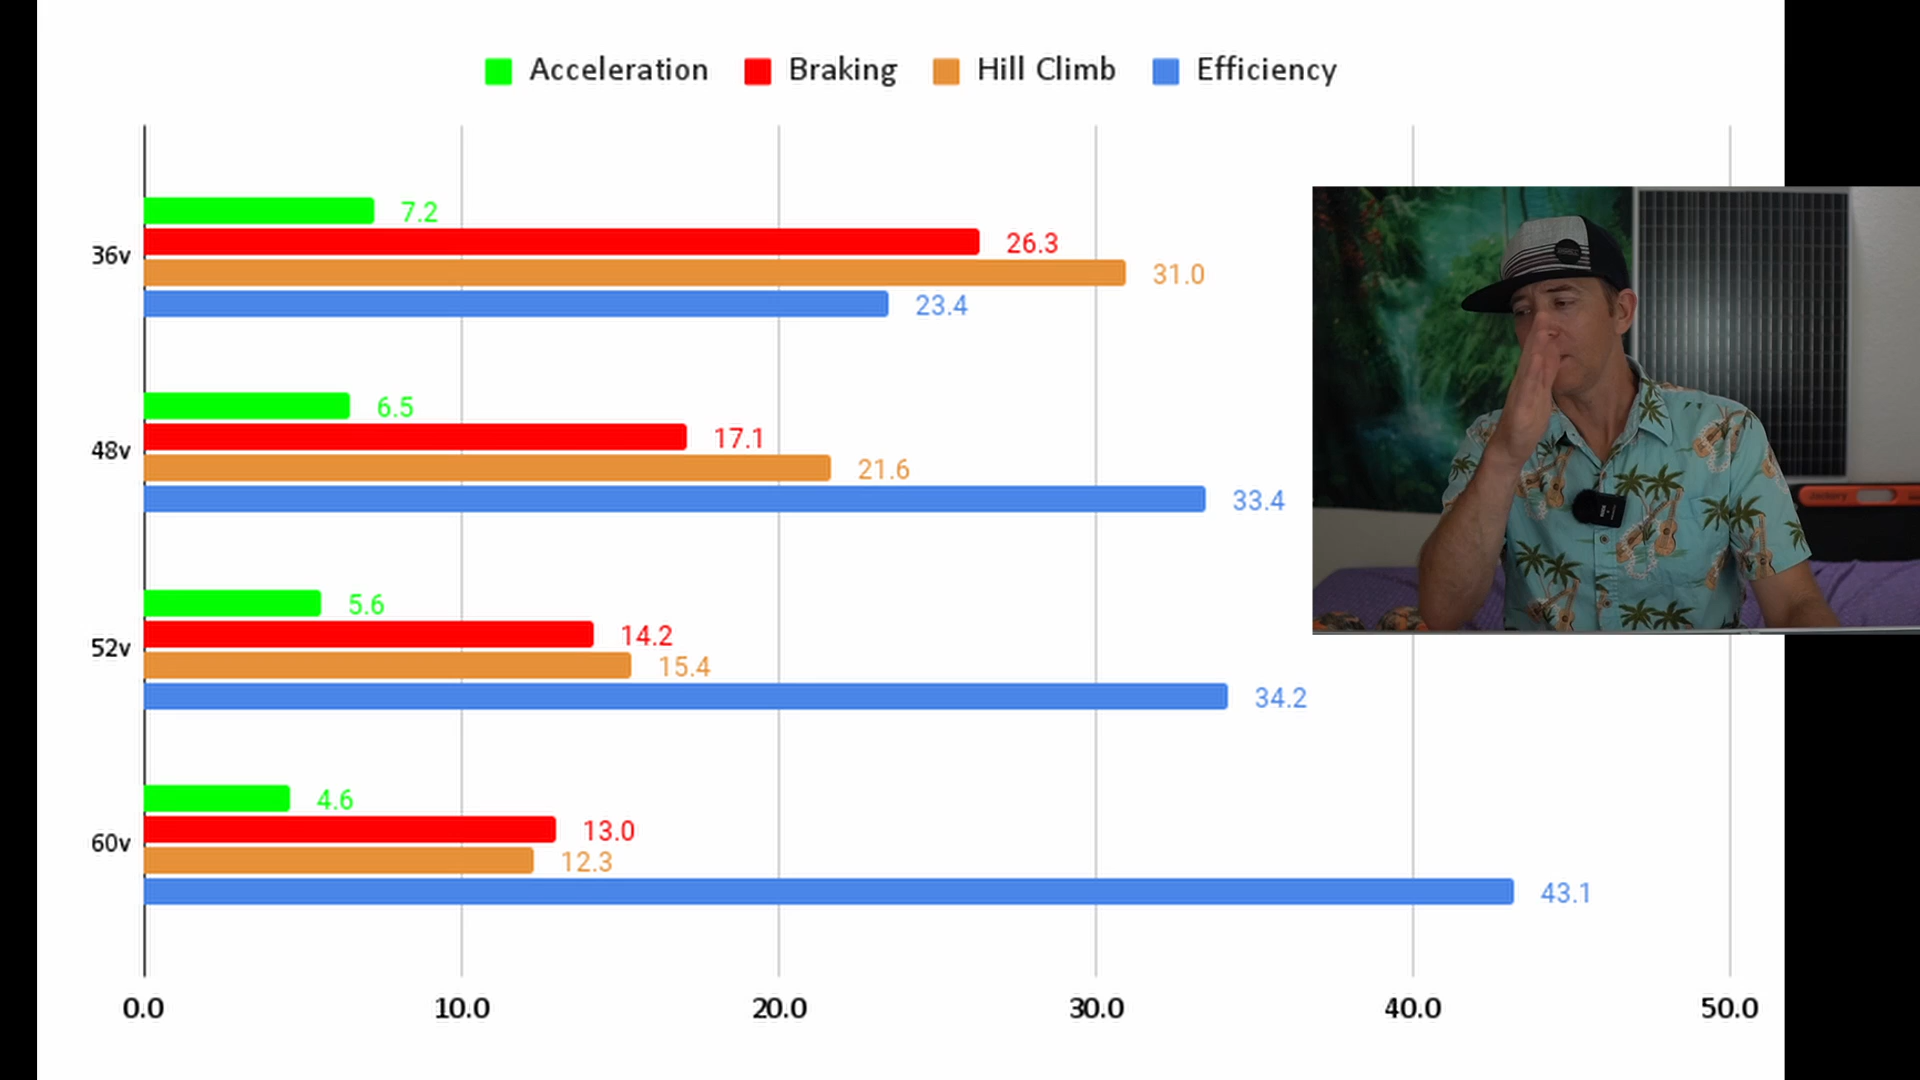 Acceleration Braking Hill Climb Efficiency
36v
7.2
26.3
31.0
23.4
48v
6.5
17.1
21.6
33.4
52v
5.6
14.2
15.4
34.2
60v
4.6
13.0
12.3
43.1
0.0 10.0 20.0 30.0 40.0 50.0
Jackery